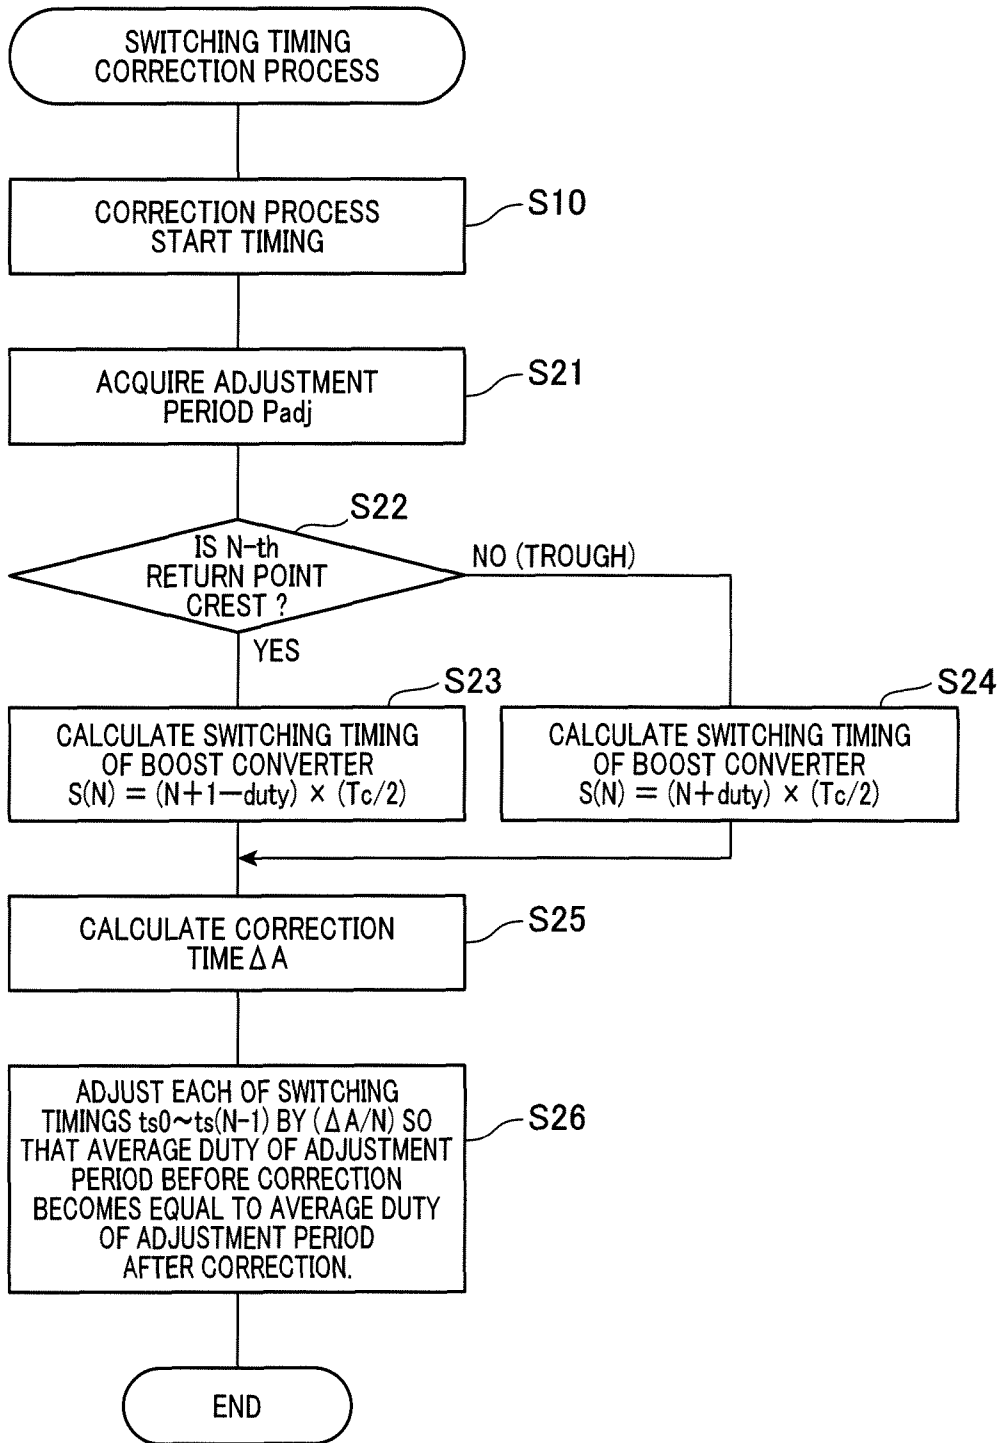 SWITCHING TIMING
CORRECTION PROCESS
CORRECTION PROCESS
START TIMING
S10
ACQUIRE ADJUSTMENT
PERIOD Padj
S21
S22
IS N-th
RETURN POINT
CREST ?
NO (TROUGH)
YES
S23
CALCULATE SWITCHING TIMING
OF BOOST CONVERTER
S(N) = (N+1-duty) × (Tc/2)
S24
CALCULATE SWITCHING TIMING
OF BOOST CONVERTER
S(N) = (N+duty) × (Tc/2)
CALCULATE CORRECTION
TIME Δ A
S25
ADJUST EACH OF SWITCHING
TIMINGS ts0~ts(N-1) BY (Δ A/N) SO
THAT AVERAGE DUTY OF ADJUSTMENT
PERIOD BEFORE CORRECTION
BECOMES EQUAL TO AVERAGE DUTY
OF ADJUSTMENT PERIOD
AFTER CORRECTION.
S26
END